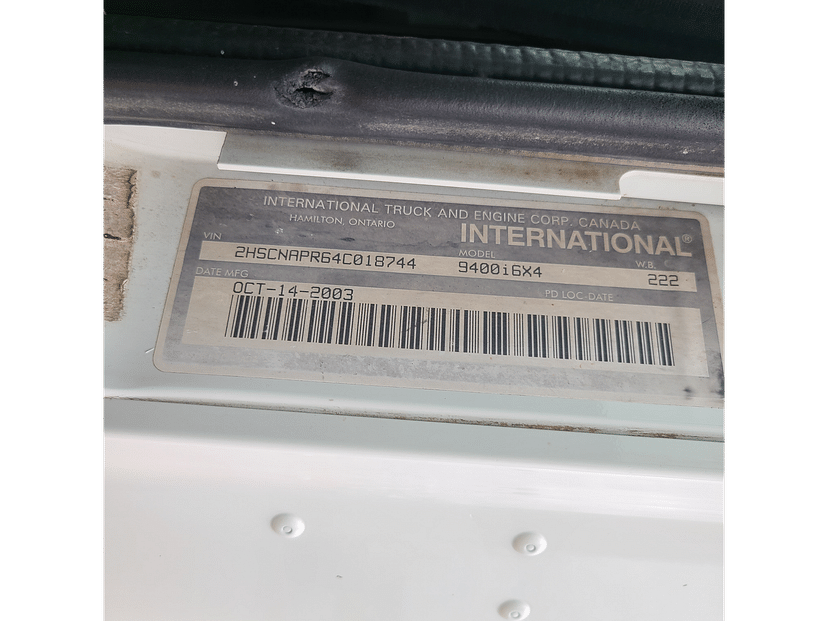 INTERNATIONAL TRUCK AND ENGINE CORP. CANADA
HAMILTON, ONTARIO
INTERNATIONAL®
VIN MODEL W.B.
2HSCNAPR64C018744 9400i6X4 222
DATE MFG PD LOC-DATE
OCT-14-2003